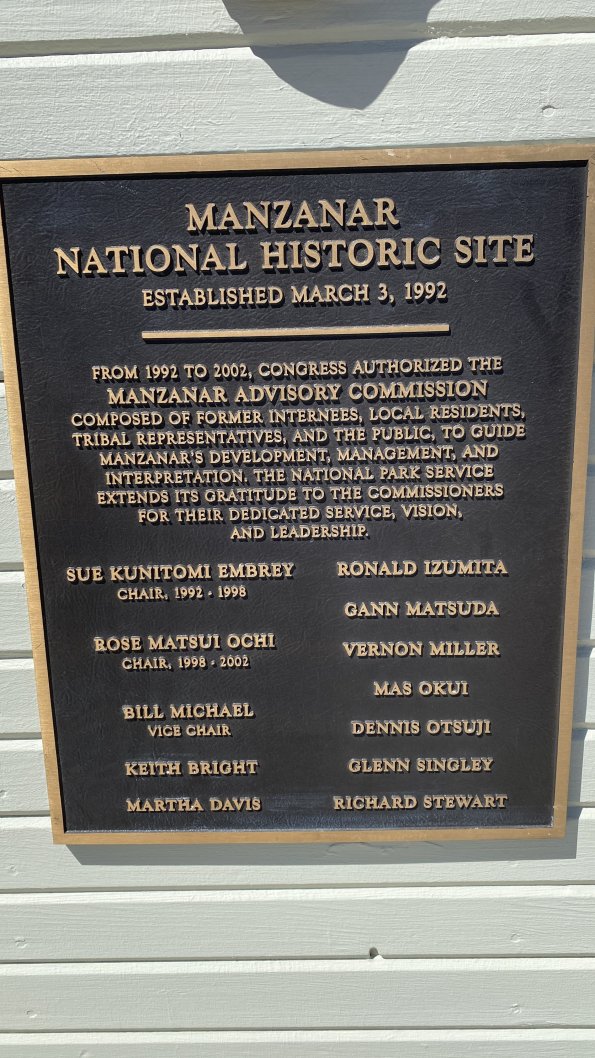 MANZANAR
NATIONAL HISTORIC SITE
ESTABLISHED MARCH 3, 1992
FROM 1992 TO 2002, CONGRESS AUTHORIZED THE
MANZANAR ADVISORY COMMISSION
COMPOSED OF FORMER INTERNEES, LOCAL RESIDENTS,
TRIBAL REPRESENTATIVES, AND THE PUBLIC, TO GUIDE
MANZANAR'S DEVELOPMENT, MANAGEMENT, AND
INTERPRETATION. THE NATIONAL PARK SERVICE
EXTENDS ITS GRATITUDE TO THE COMMISSIONERS
FOR THEIR DEDICATED SERVICE, VISION,
AND LEADERSHIP.
SUE KUNITOMI EMBREY
CHAIR, 1992 - 1998
ROSE MATSUI OCHI
CHAIR, 1998 - 2002
BILL MICHAEL
VICE CHAIR
KEITH BRIGHT
MARTHA DAVIS
RONALD IZUMITA
GANN MATSUDA
VERNON MILLER
MAS OKUI
DENNIS OTSUJI
GLENN SINGLEY
RICHARD STEWART